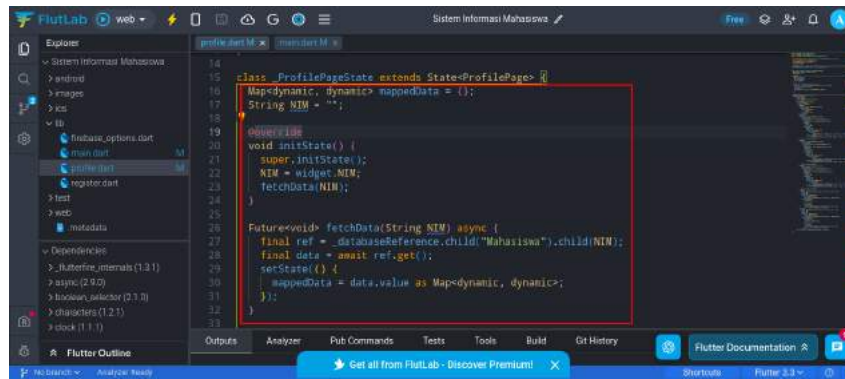 FlutLab
web
Sistem Informasi Mahasiswa
Free
Explorer
profile.dart M
main.dart M
Sistem Informasi Mahasiswa
android
images
ios
lib
firebase_options.dart
main.dart M
profile.dart M
register.dart
test
web
.metadata
Dependencies
_flutterfire_internals (1.3.1)
async (2.9.0)
boolean_selector (2.1.0)
characters (1.2.1)
clock (1.1.1)
Flutter Outline
14
15 class _ProfilePageState extends State<ProfilePage> {
16 Map<dynamic, dynamic> mappedData = {};
17 String NIM = "";
18
19 @override
20 void initState() {
21 super.initState();
22 NIM = widget.NIM;
23 fetchData(NIM);
24 }
25
26 Future<void> fetchData(String NIM) async {
27 final ref = _databaseReference.child("Mahasiswa").child(NIM);
28 final data = await ref.get();
29 setState(() {
30 mappedData = data.value as Map<dynamic, dynamic>;
31 });
32 }
33
Outputs Analyzer Pub Commands Tests Tools Build Git History
Flutter Documentation
Get all from FlutLab - Discover Premium!
No branch Analyzer Ready
Shortcuts Flutter 3.3